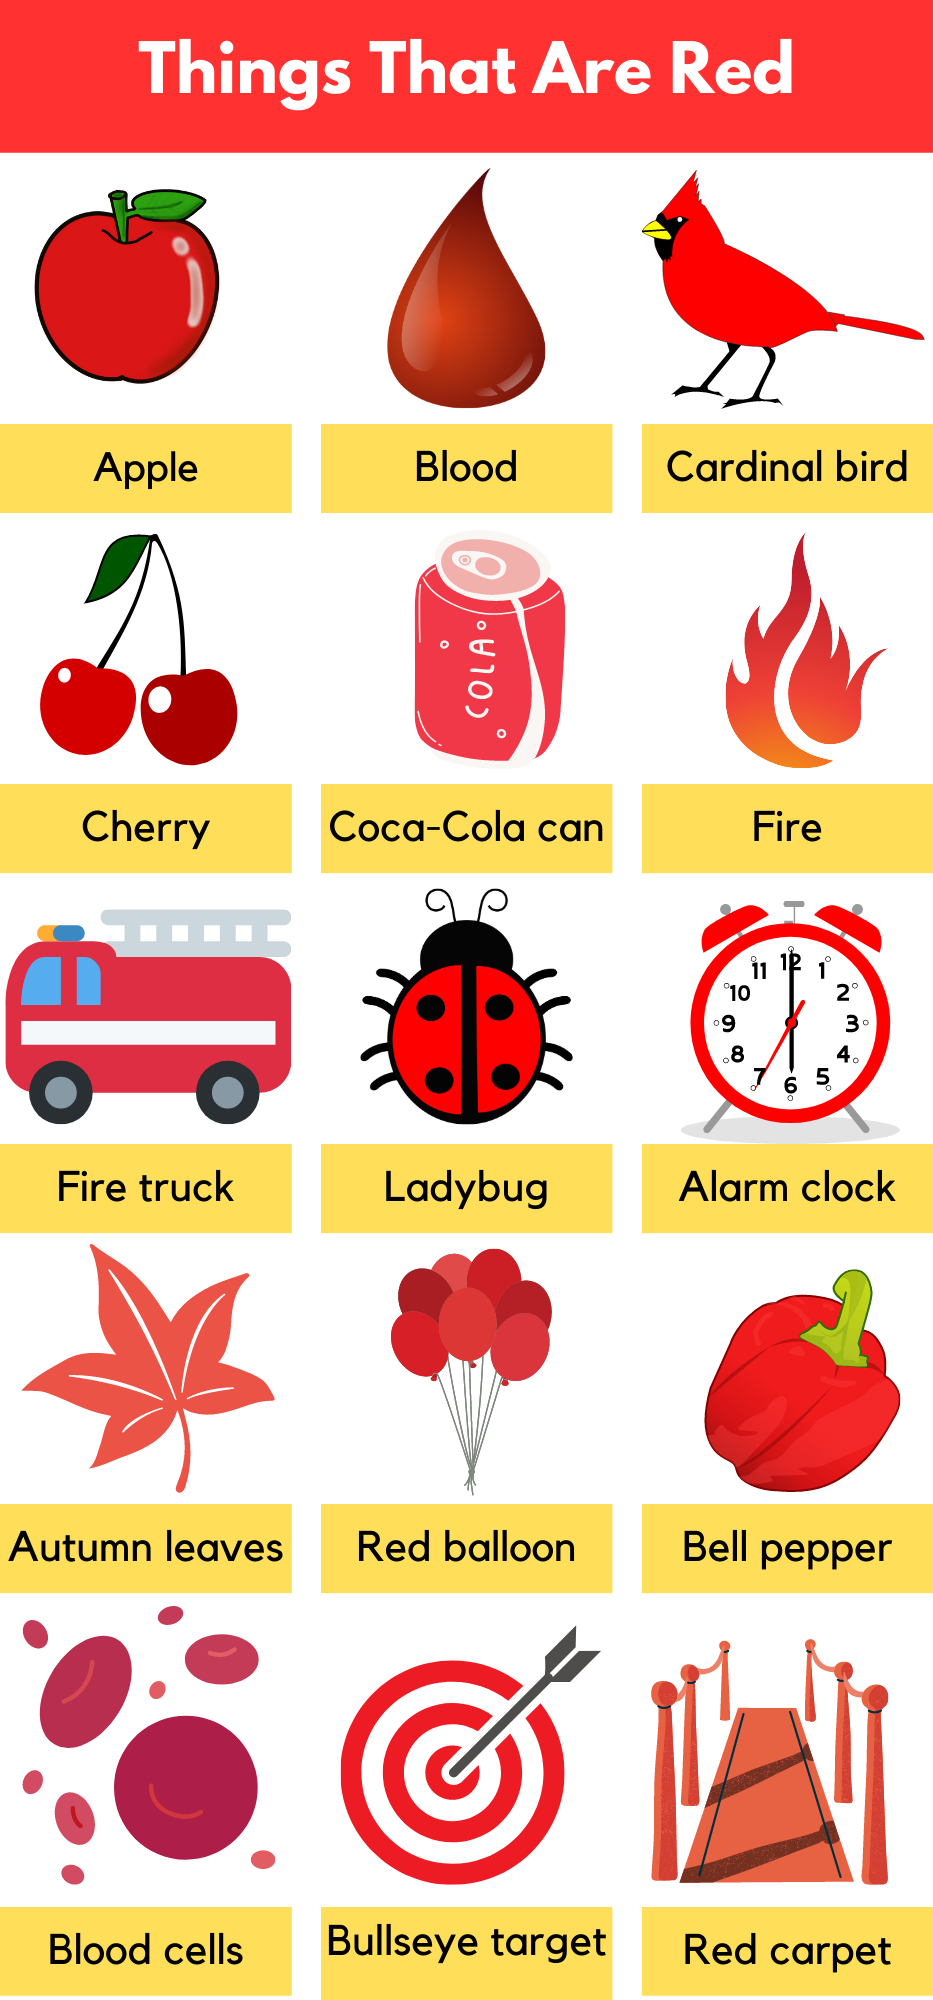 Things That Are Red
Apple
Blood
Cardinal bird
COLA
Cherry
Coca-Cola can
Fire
12
11
1
10
2
9
3
8
4
7
5
6
Fire truck
Ladybug
Alarm clock
Autumn leaves
Red balloon
Bell pepper
Blood cells
Bullseye target
Red carpet